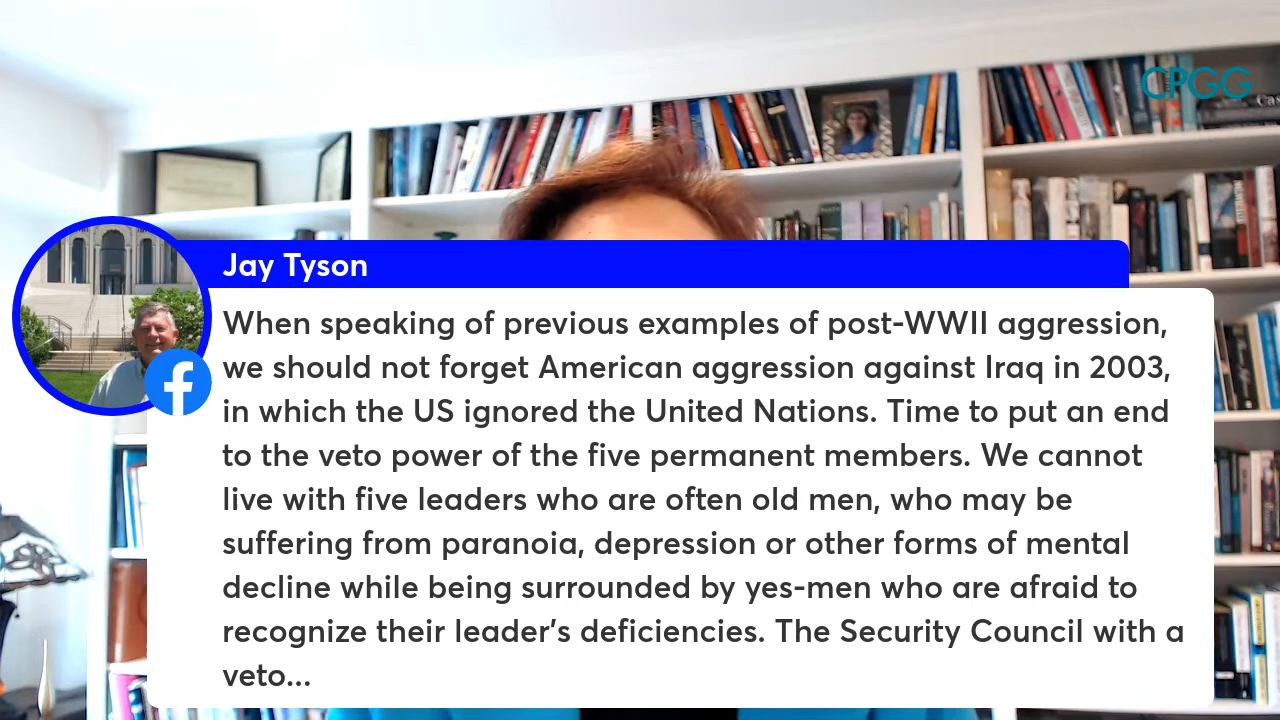 CPGG
Jay Tyson
When speaking of previous examples of post-WWII aggression,
we should not forget American aggression against Iraq in 2003,
in which the US ignored the United Nations. Time to put an end
to the veto power of the five permanent members. We cannot
live with five leaders who are often old men, who may be
suffering from paranoia, depression or other forms of mental
decline while being surrounded by yes-men who are afraid to
recognize their leader's deficiencies. The Security Council with a
veto...